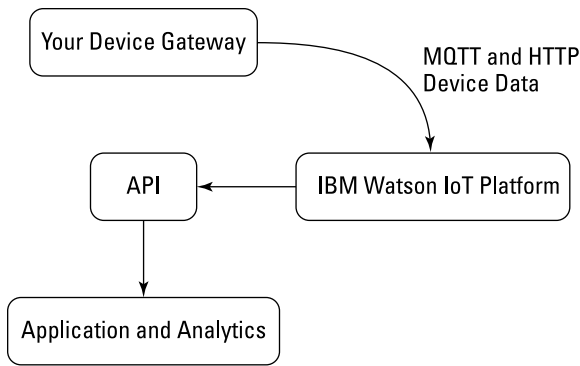 Your Device Gateway
MQTT and HTTP
Device Data
API
IBM Watson IoT Platform
Application and Analytics